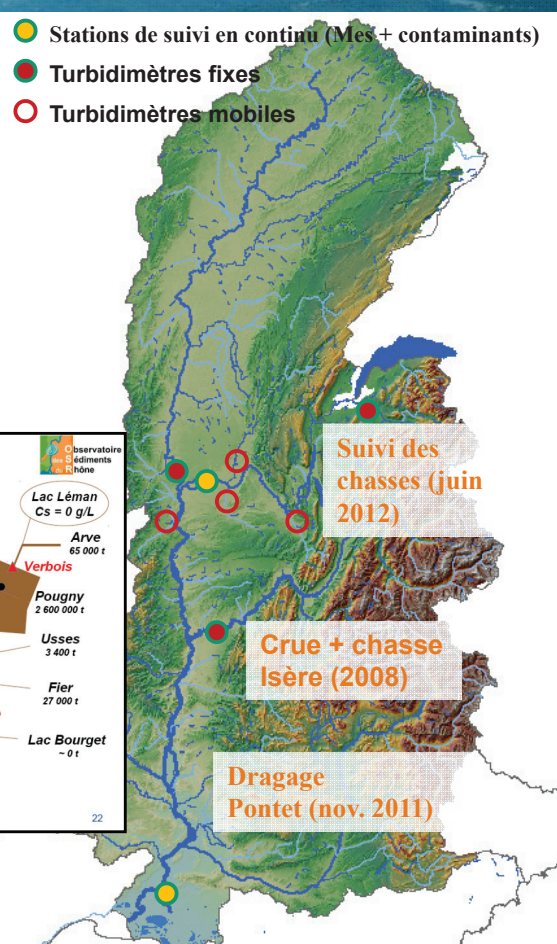 Stations de suivi en continu (Mes + contaminants)
Turbidimètres fixes
Turbidimètres mobiles
Observatoire
des Sédiments
du Rhône
Lac Léman
Cs = 0 g/L
Arve
65 000 t
Verbois
Pougny
2 600 000 t
Usses
3 400 t
Fier
27 000 t
Lac Bourget
~ 0 t
22
Suivi des
chasses (juin
2012)
Crue + chasse
Isère (2008)
Dragage
Pontet (nov. 2011)